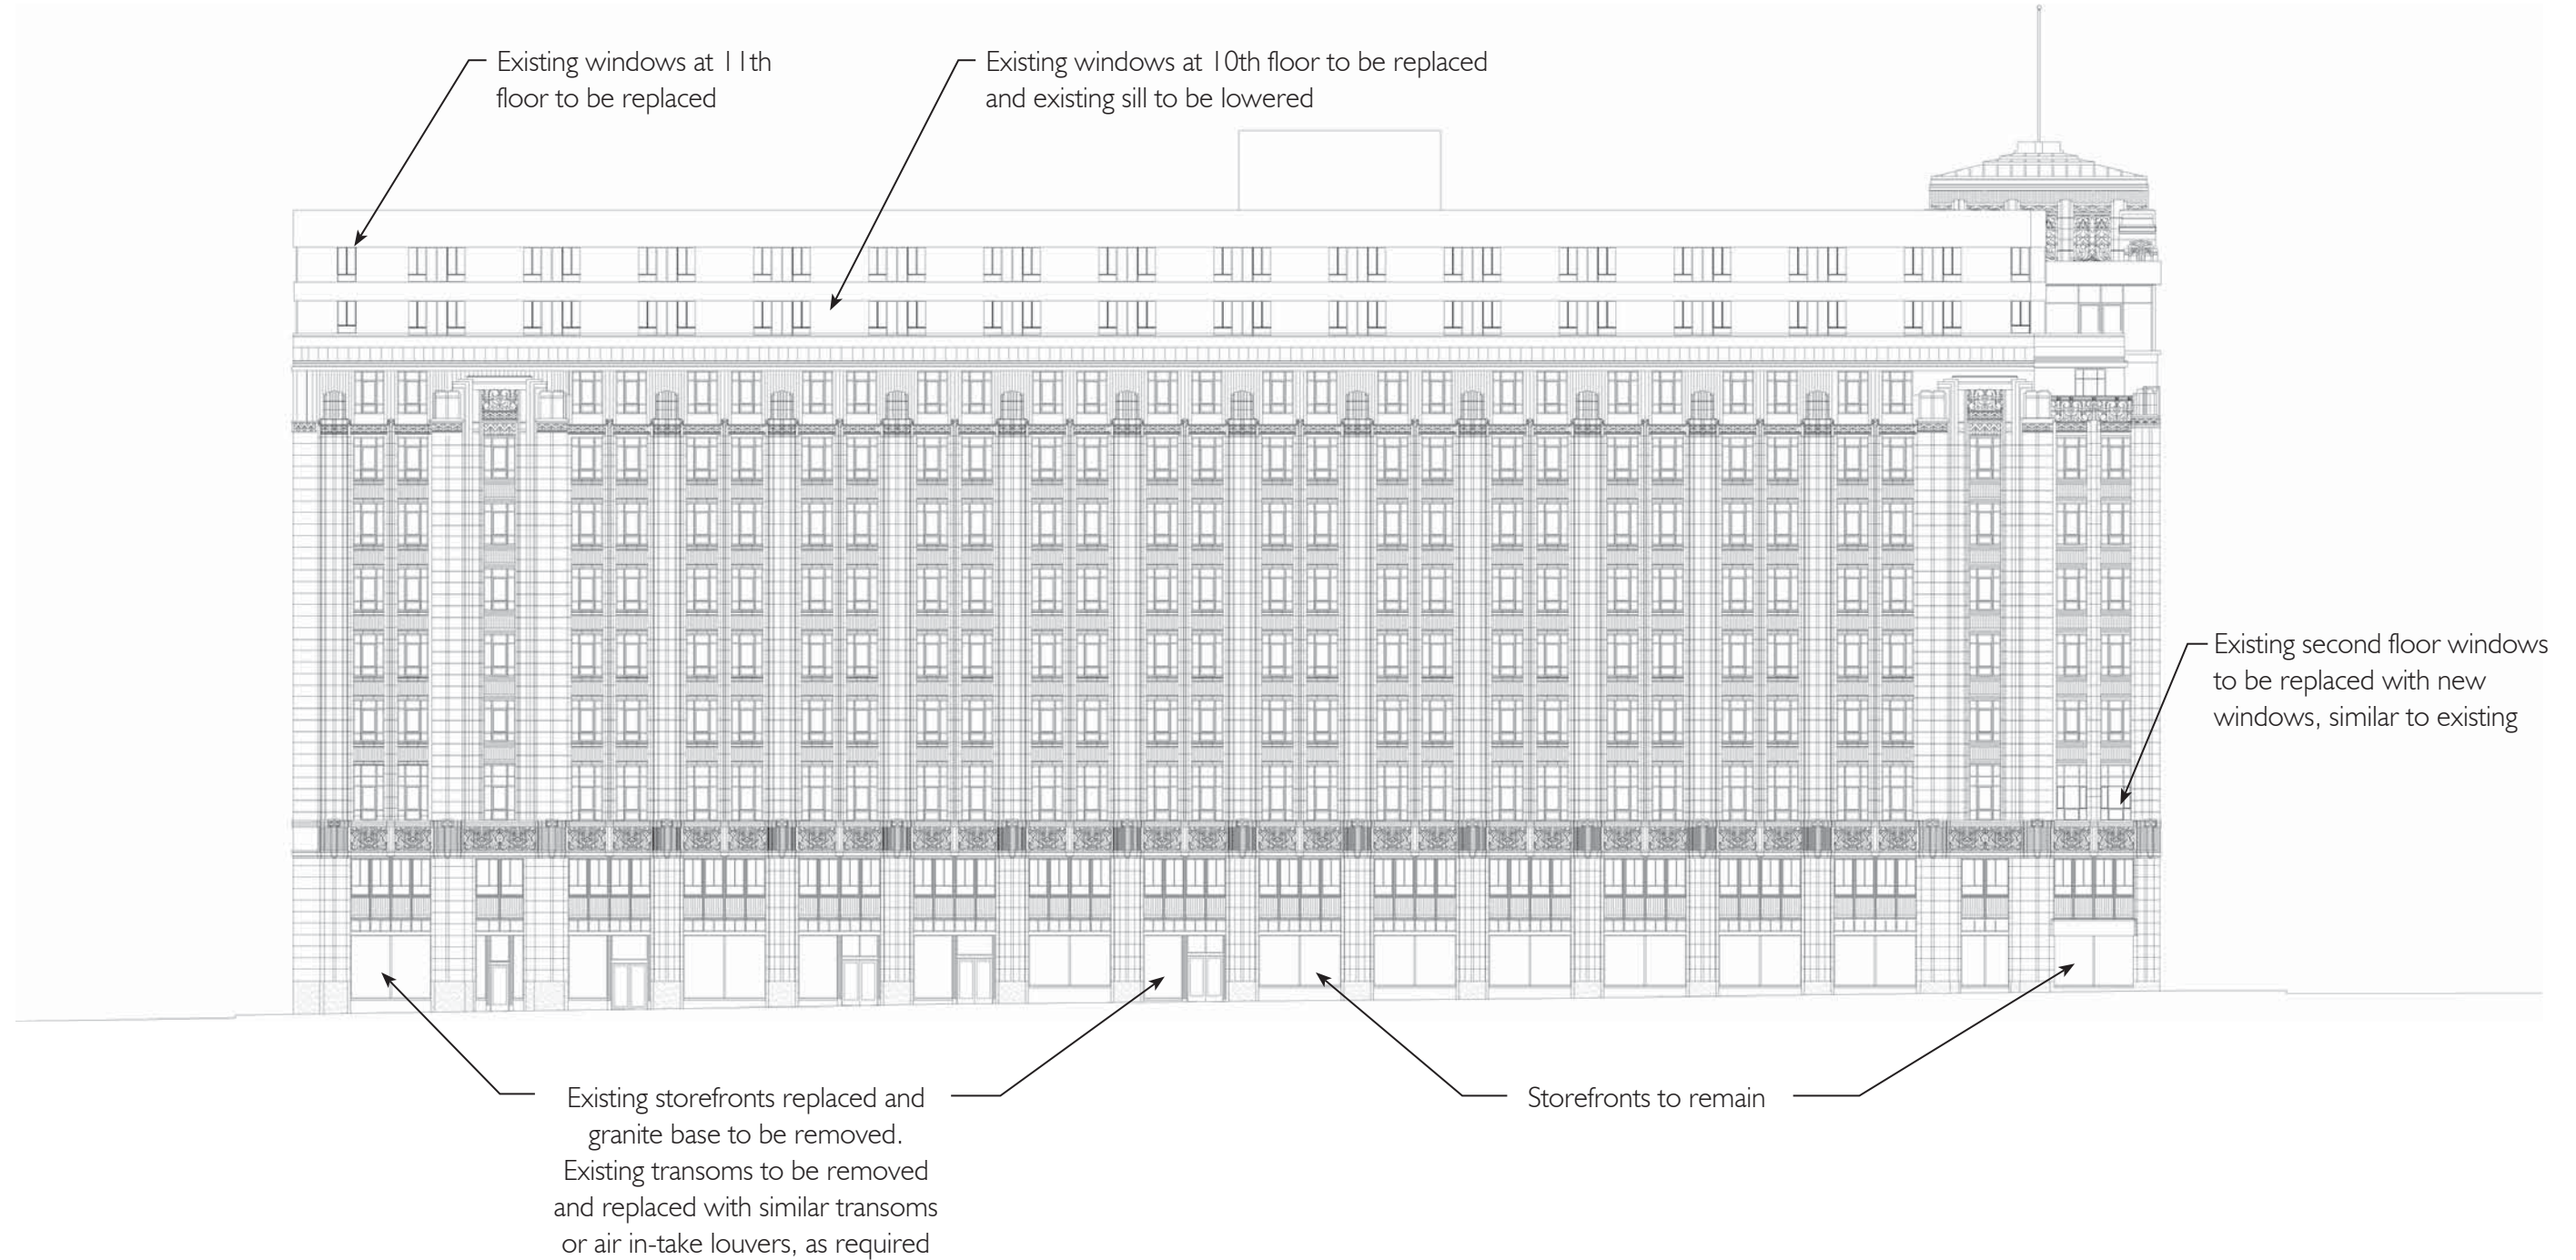 Existing windows at 11th
floor to be replaced
Existing windows at 10th floor to be replaced
and existing sill to be lowered
Existing second floor windows
to be replaced with new
windows, similar to existing
Existing storefronts replaced and
granite base to be removed.
Existing transoms to be removed
and replaced with similar transoms
or air in-take louvers, as required
Storefronts to remain